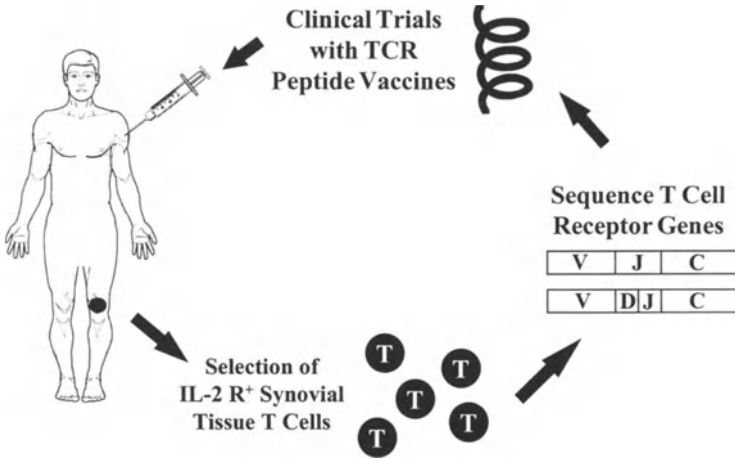 Clinical Trials
with TCR
Peptide Vaccines
Sequence T Cell
Receptor Genes
V J C
V D J C
Selection of
IL-2 R⁺ Synovial
Tissue T Cells
T
T
T
T
T